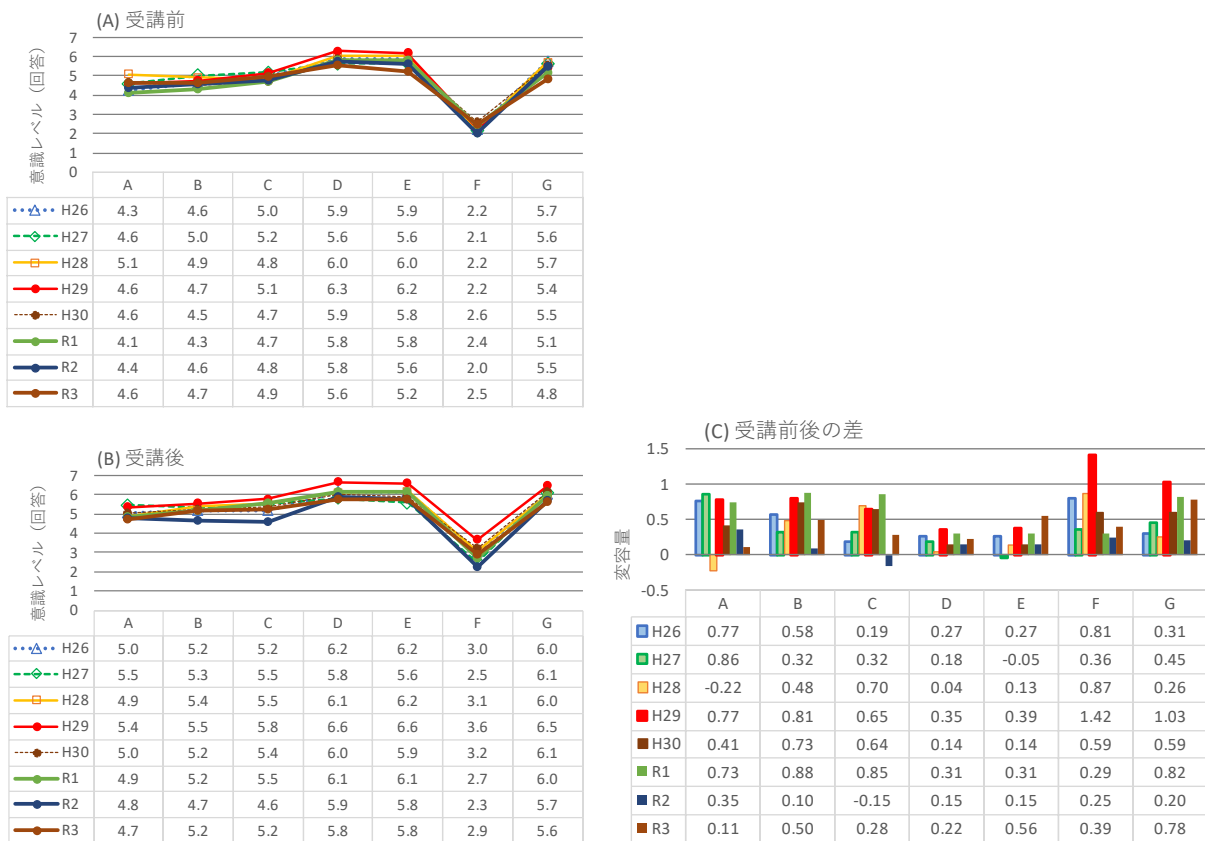 (A) 受講前
意識レベル（回答）
7
6
5
4
3
2
1
0
A B C D E F G
H26 4.3 4.6 5.0 5.9 5.9 2.2 5.7
H27 4.6 5.0 5.2 5.6 5.6 2.1 5.6
H28 5.1 4.9 4.8 6.0 6.0 2.2 5.7
H29 4.6 4.7 5.1 6.3 6.2 2.2 5.4
H30 4.6 4.5 4.7 5.9 5.8 2.6 5.5
R1 4.1 4.3 4.7 5.8 5.8 2.4 5.1
R2 4.4 4.6 4.8 5.8 5.6 2.0 5.5
R3 4.6 4.7 4.9 5.6 5.2 2.5 4.8
(B) 受講後
意識レベル（回答）
7
6
5
4
3
2
1
0
A B C D E F G
H26 5.0 5.2 5.2 6.2 6.2 3.0 6.0
H27 5.5 5.3 5.5 5.8 5.6 2.5 6.1
H28 4.9 5.4 5.5 6.1 6.2 3.1 6.0
H29 5.4 5.5 5.8 6.6 6.6 3.6 6.5
H30 5.0 5.2 5.4 6.0 5.9 3.2 6.1
R1 4.9 5.2 5.5 6.1 6.1 2.7 6.0
R2 4.8 4.7 4.6 5.9 5.8 2.3 5.7
R3 4.7 5.2 5.2 5.8 5.8 2.9 5.6
(C) 受講前後の差
変容量
1.5
1
0.5
0
-0.5
A B C D E F G
H26 0.77 0.58 0.19 0.27 0.27 0.81 0.31
H27 0.86 0.32 0.32 0.18 -0.05 0.36 0.45
H28 -0.22 0.48 0.70 0.04 0.13 0.87 0.26
H29 0.77 0.81 0.65 0.35 0.39 1.42 1.03
H30 0.41 0.73 0.64 0.14 0.14 0.59 0.59
R1 0.73 0.88 0.85 0.31 0.31 0.29 0.82
R2 0.35 0.10 -0.15 0.15 0.15 0.25 0.20
R3 0.11 0.50 0.28 0.22 0.56 0.39 0.78